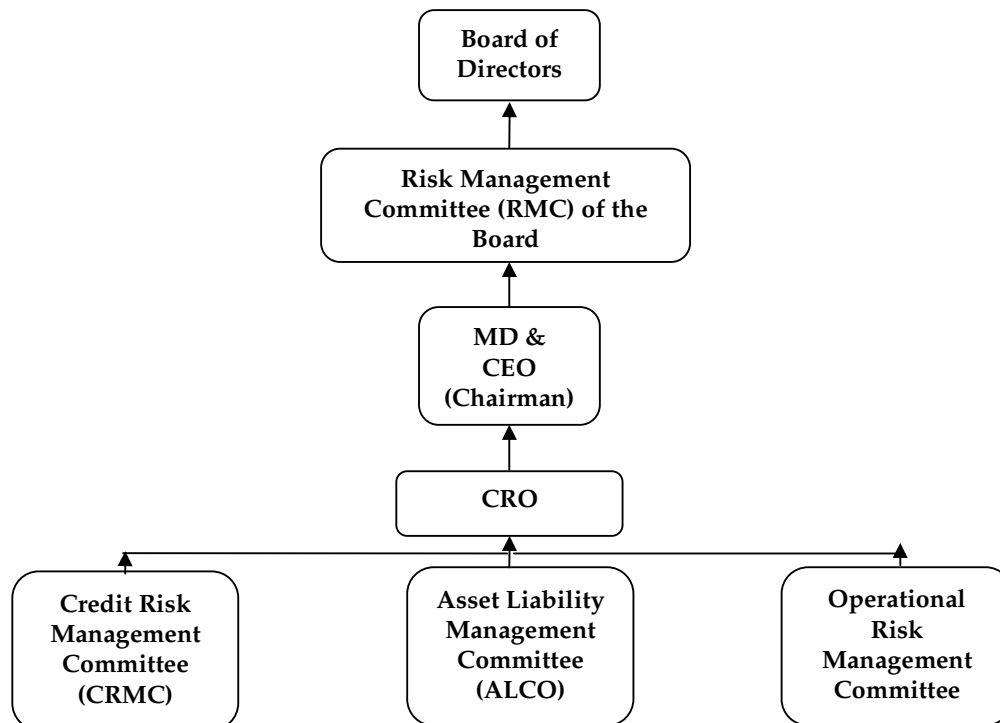 Board of
Directors
Risk Management
Committee (RMC) of the
Board
MD &
CEO
(Chairman)
CRO
Credit Risk
Management
Committee
(CRMC)
Asset Liability
Management
Committee
(ALCO)
Operational
Risk
Management
Committee